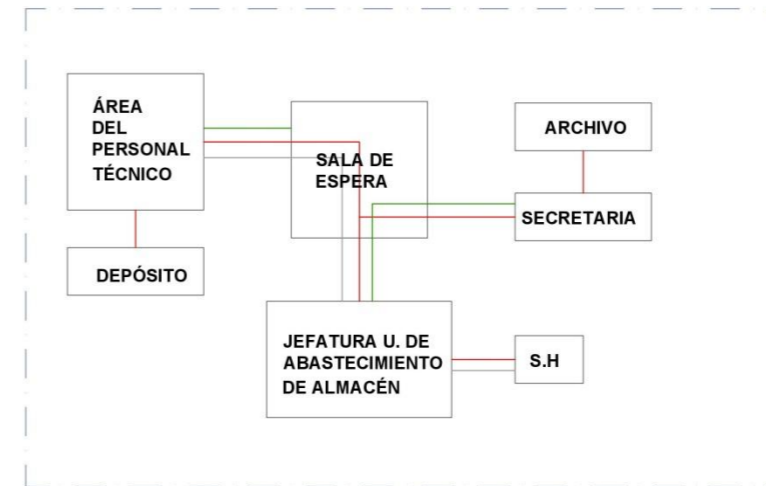 ÁREA
DEL
PERSONAL
TÉCNICO
SALA DE
ESPERA
ARCHIVO
SECRETARIA
DEPÓSITO
JEFATURA U. DE
ABASTECIMIENTO
DE ALMACÉN
S.H